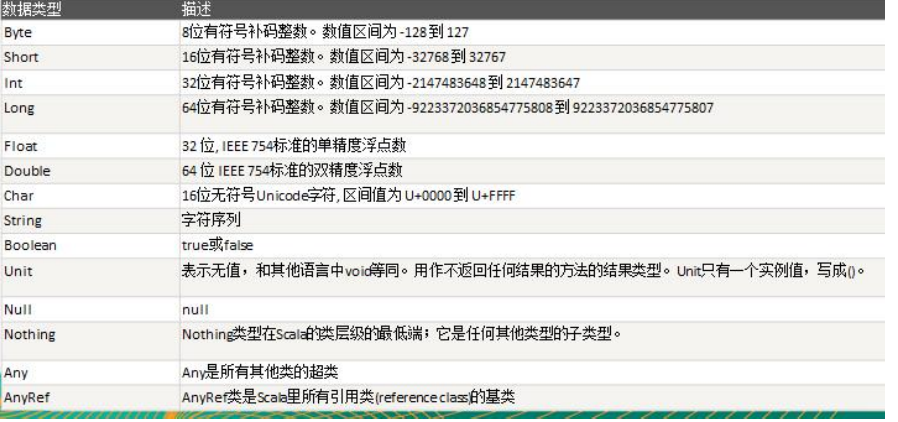 数据类型 描述
Byte 8位有符号补码整数。数值区间为 -128 到 127
Short 16位有符号补码整数。数值区间为 -32768 到 32767
Int 32位有符号补码整数。数值区间为 -2147483648 到 2147483647
Long 64位有符号补码整数。数值区间为 -9223372036854775808 到 9223372036854775807
Float 32 位, IEEE 754标准的单精度浮点数
Double 64 位 IEEE 754标准的双精度浮点数
Char 16位无符号Unicode字符, 区间值为 U+0000 到 U+FFFF
String 字符序列
Boolean true或false
Unit 表示无值，和其他语言中void等同。用作不返回任何结果的方法的结果类型。Unit只有一个实例值，写成()。
Null null
Nothing Nothing类型在Scala的类层级的最低端；它是任何其他类型的子类型。
Any Any是所有其他类的超类
AnyRef AnyRef类是Scala里所有引用类(reference class)的基类